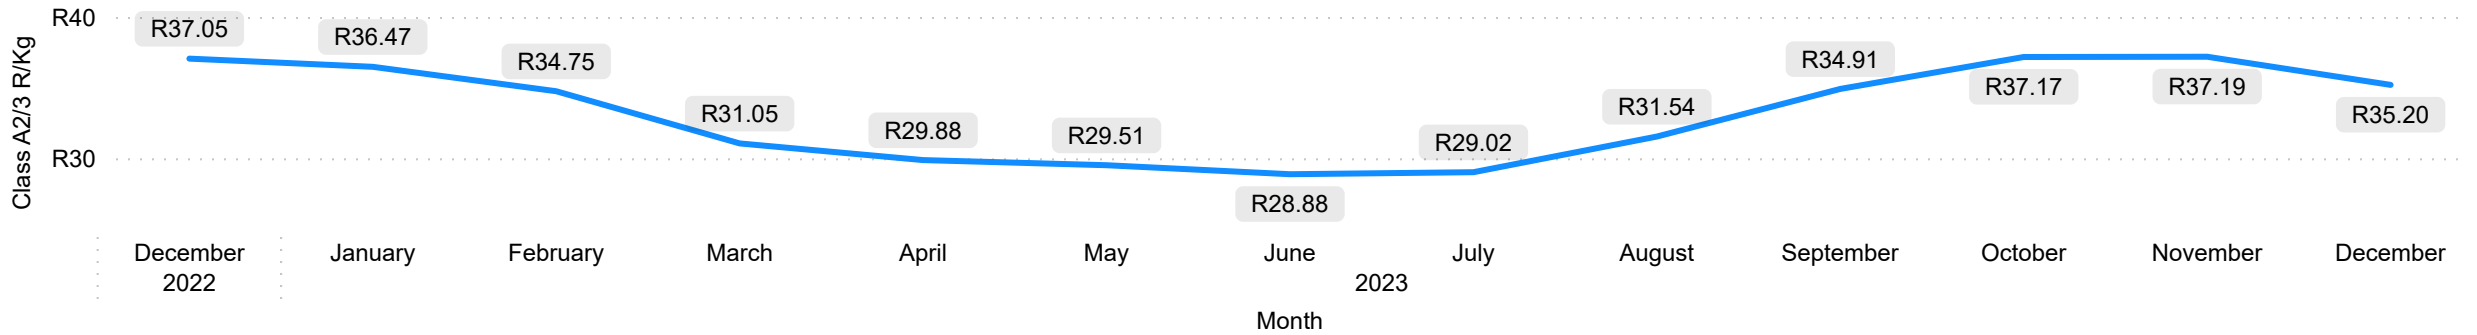 Class A2/3 R/Kg
R40
R30
R37.05
R36.47
R34.75
R31.05
R29.88
R29.51
R28.88
R29.02
R31.54
R34.91
R37.17
R37.19
R35.20
December January February March April May June July August September October November December
2022 2023
Month